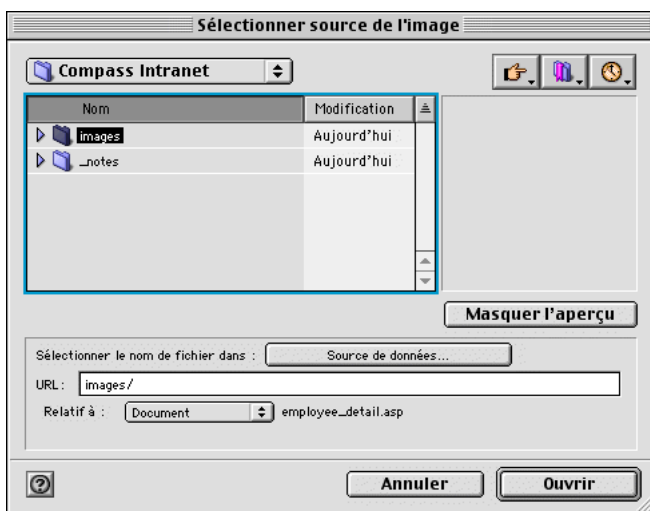 Sélectionner source de l'image
Compass Intranet
Nom Modification
images Aujourd'hui
_notes Aujourd'hui
Masquer l'aperçu
Sélectionner le nom de fichier dans : Source de données...
URL : images/
Relatif à : Document employee_detail.asp
? Annuler Ouvrir